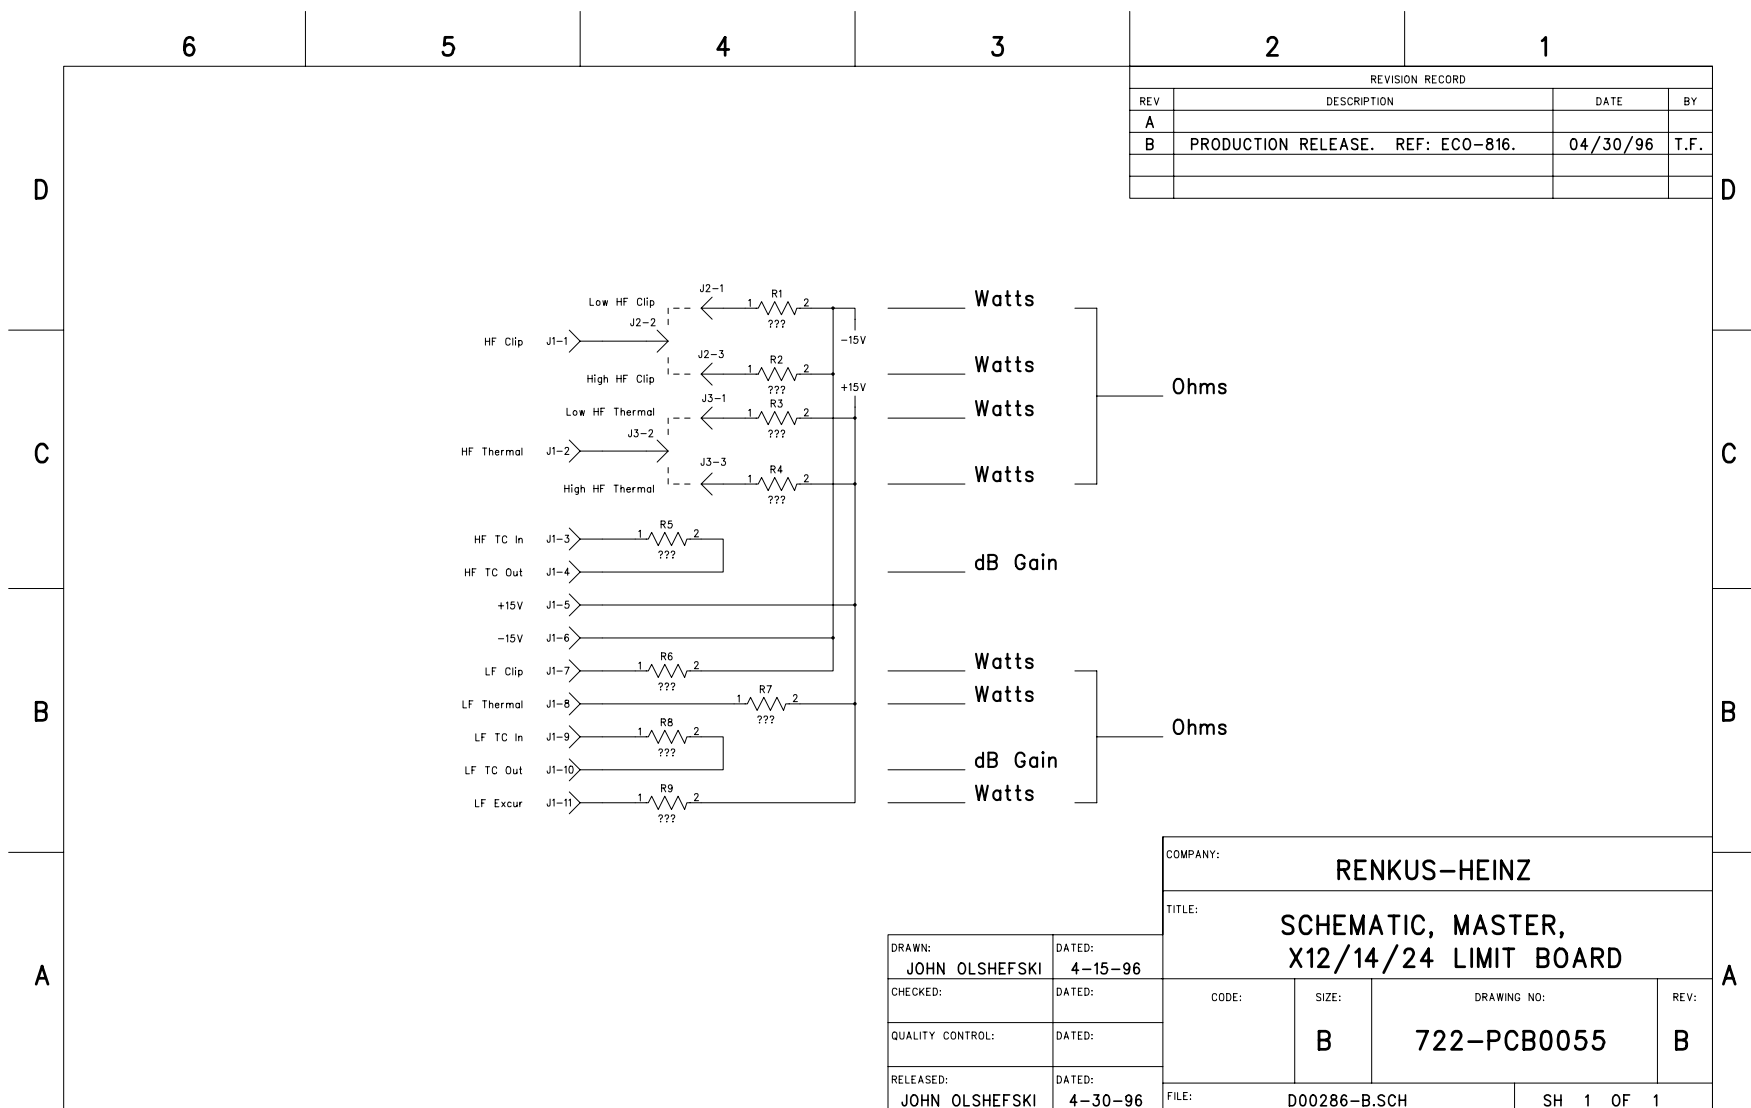 6 5 4 3 2 1
REVISION RECORD
REV DESCRIPTION DATE BY
A
B PRODUCTION RELEASE. REF: ECO-816. 04/30/96 T.F.
D D
Low HF Clip J2-1 1 R1 2 Watts
???
J2-2
HF Clip J1-1 -15V
J2-3 1 R2 2 Watts
High HF Clip ??? +15V
Ohms
Low HF Thermal J3-1 1 R3 2 Watts
???
J3-2
HF Thermal J1-2
C C
J3-3 1 R4 2 Watts
High HF Thermal ???
HF TC In J1-3 1 R5 2
???
HF TC Out J1-4 dB Gain
+15V J1-5
-15V J1-6
LF Clip J1-7 1 R6 2 Watts
???
LF Thermal J1-8 1 R7 2 Watts
???
B B
LF TC In J1-9 1 R8 2 Ohms
???
LF TC Out J1-10 dB Gain
LF Excur J1-11 1 R9 2 Watts
???
COMPANY:
RENKUS-HEINZ
TITLE:
SCHEMATIC, MASTER,
X12/14/24 LIMIT BOARD
DRAWN: DATED:
JOHN OLSHEFSKI 4-15-96
A A
CHECKED: DATED:
CODE: SIZE: DRAWING NO: REV:
QUALITY CONTROL: DATED:
B 722-PCB0055 B
RELEASED: DATED:
JOHN OLSHEFSKI 4-30-96
FILE: D00286-B.SCH SH 1 OF 1